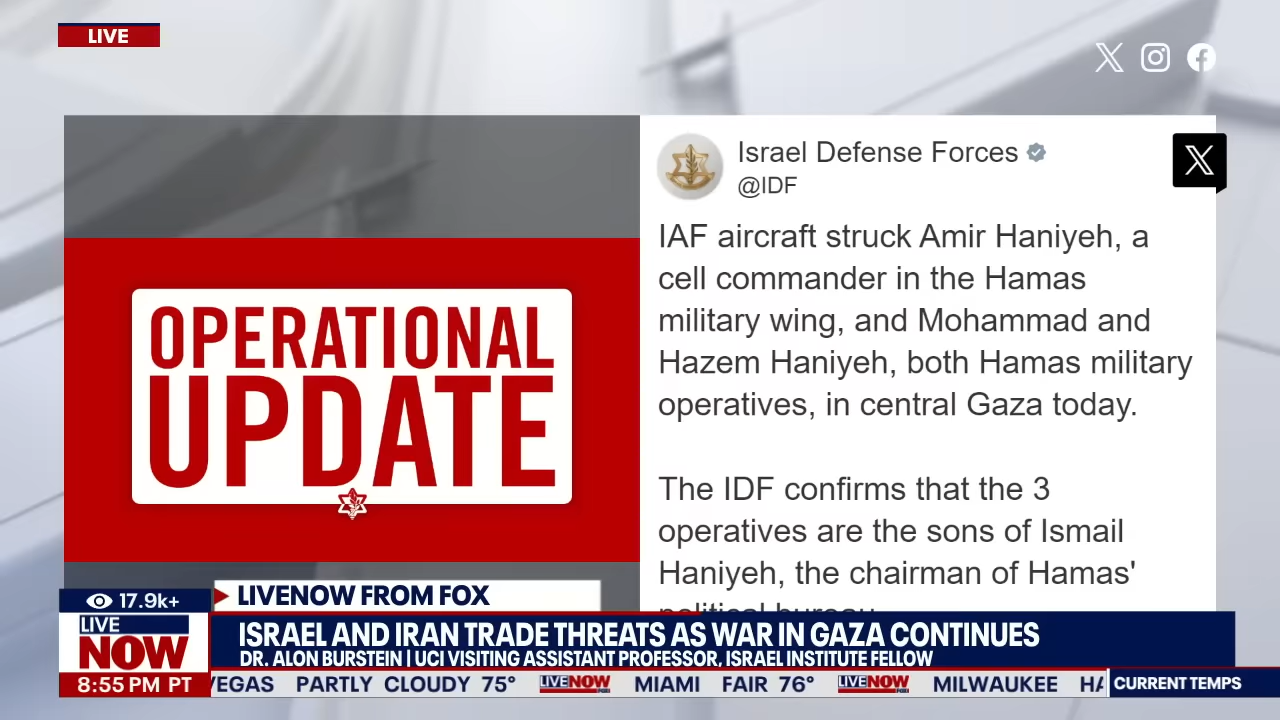 LIVE
Israel Defense Forces
@IDF
IAF aircraft struck Amir Haniyeh, a
cell commander in the Hamas
military wing, and Mohammad and
Hazem Haniyeh, both Hamas military
operatives, in central Gaza today.
The IDF confirms that the 3
operatives are the sons of Ismail
Haniyeh, the chairman of Hamas'
political bureau
OPERATIONAL
UPDATE
17.9k+
LIVENOW FROM FOX
LIVE
NOW
ISRAEL AND IRAN TRADE THREATS AS WAR IN GAZA CONTINUES
DR. ALON BURSTEIN | UCI VISITING ASSISTANT PROFESSOR, ISRAEL INSTITUTE FELLOW
8:55 PM PT
VEGAS PARTLY CLOUDY 75° LIVENOW FOX MIAMI FAIR 76° LIVENOW FOX MILWAUKEE
CURRENT TEMPS